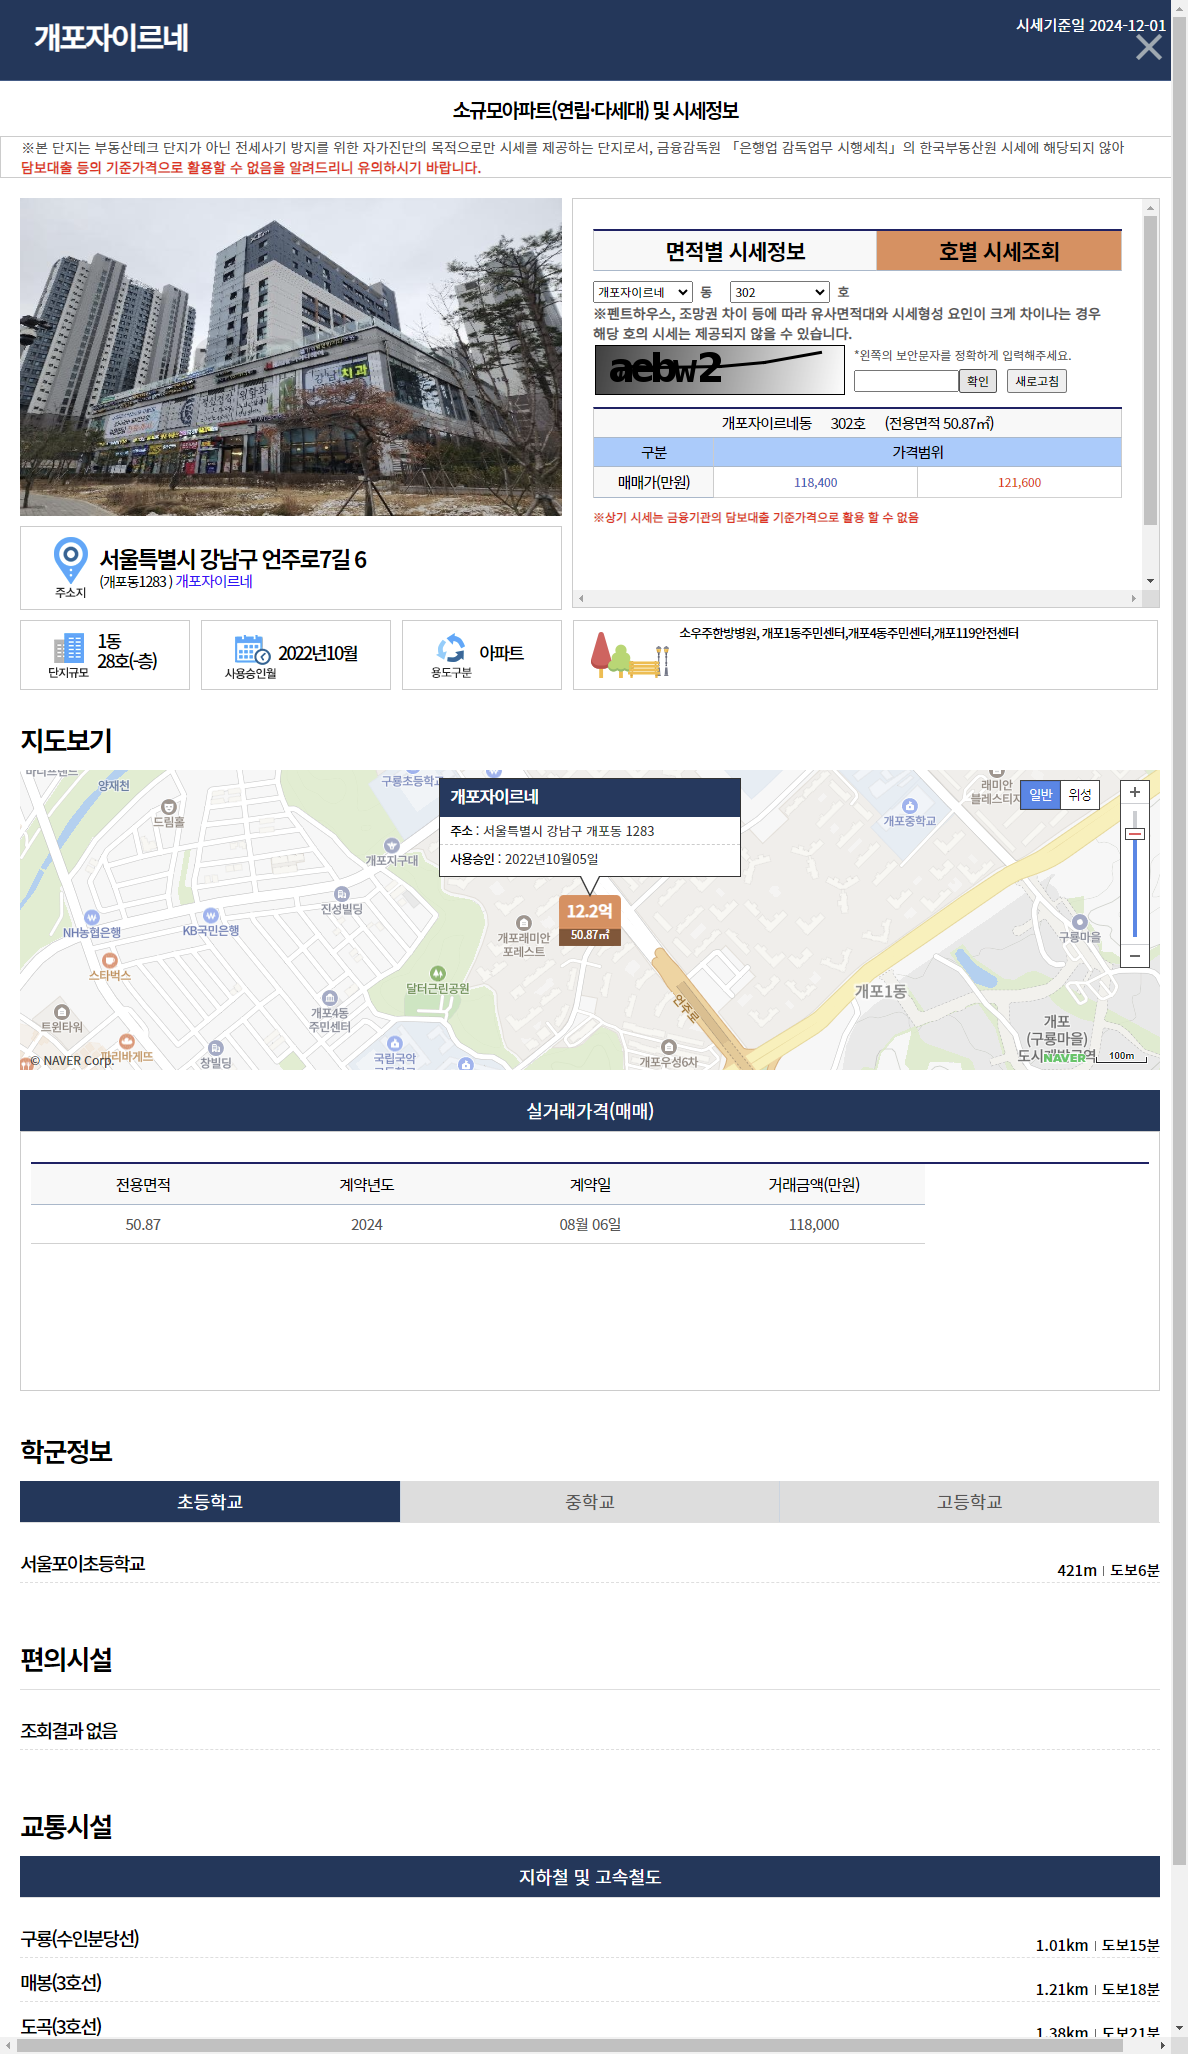 개포자이르네
시세기준일 2024-12-01
소규모아파트(연립·다세대) 및 시세정보
※본 단지는 부동산테크 단지가 아닌 전세사기 방지를 위한 자가진단의 목적으로만 시세를 제공하는 단지로서, 금융감독원 「은행업 감독업무 시행세칙」의 한국부동산원 시세에 해당되지 않아
담보대출 등의 기준가격으로 활용할 수 없음을 알려드리니 유의하시기 바랍니다.
강남 치과
면적별 시세정보
호별 시세조회
개포자이르네 동 302 호
※펜트하우스, 조망권 차이 등에 따라 유사면적대와 시세형성 요인이 크게 차이나는 경우
해당 호의 시세는 제공되지 않을 수 있습니다.
aebw2
*왼쪽의 보안문자를 정확하게 입력해주세요.
확인 새로고침
개포자이르네동 302호 (전용면적 50.87㎡)
구분 가격범위
매매가(만원) 118,400 121,600
※상기 시세는 금융기관의 담보대출 기준가격으로 활용 할 수 없음
주소지
서울특별시 강남구 언주로7길 6
(개포동1283 ) 개포자이르네
단지규모
1동
28호(-층)
사용승인월
2022년10월
용도구분
아파트
소우주한방병원, 개포1동주민센터,개포4동주민센터,개포119안전센터
지도보기
양재천
드림홀
구룡초등학교
개포지구대
진성빌딩
NH농협은행
KB국민은행
스타벅스
트윈타워
파리바게뜨
창빌딩
개포4동
주민센터
달터근린공원
국립국악
고등학교
개포래미안
포레스트
개포자이르네
주소 : 서울특별시 강남구 개포동 1283
사용승인 : 2022년10월05일
12.2억
50.87㎡
언주로
개포우성6차
래미안
블레스티지
개포중학교
구룡마을
개포1동
개포
(구룡마을)
도시개발구역
일반 위성
© NAVER Corp.
NAVER
100m
실거래가격(매매)
전용면적 계약년도 계약일 거래금액(만원)
50.87 2024 08월 06일 118,000
학군정보
초등학교 중학교 고등학교
서울포이초등학교
421m 도보6분
편의시설
조회결과 없음
교통시설
지하철 및 고속철도
구룡(수인분당선)
1.01km 도보15분
매봉(3호선)
1.21km 도보18분
도곡(3호선)
1.38km 도보21분